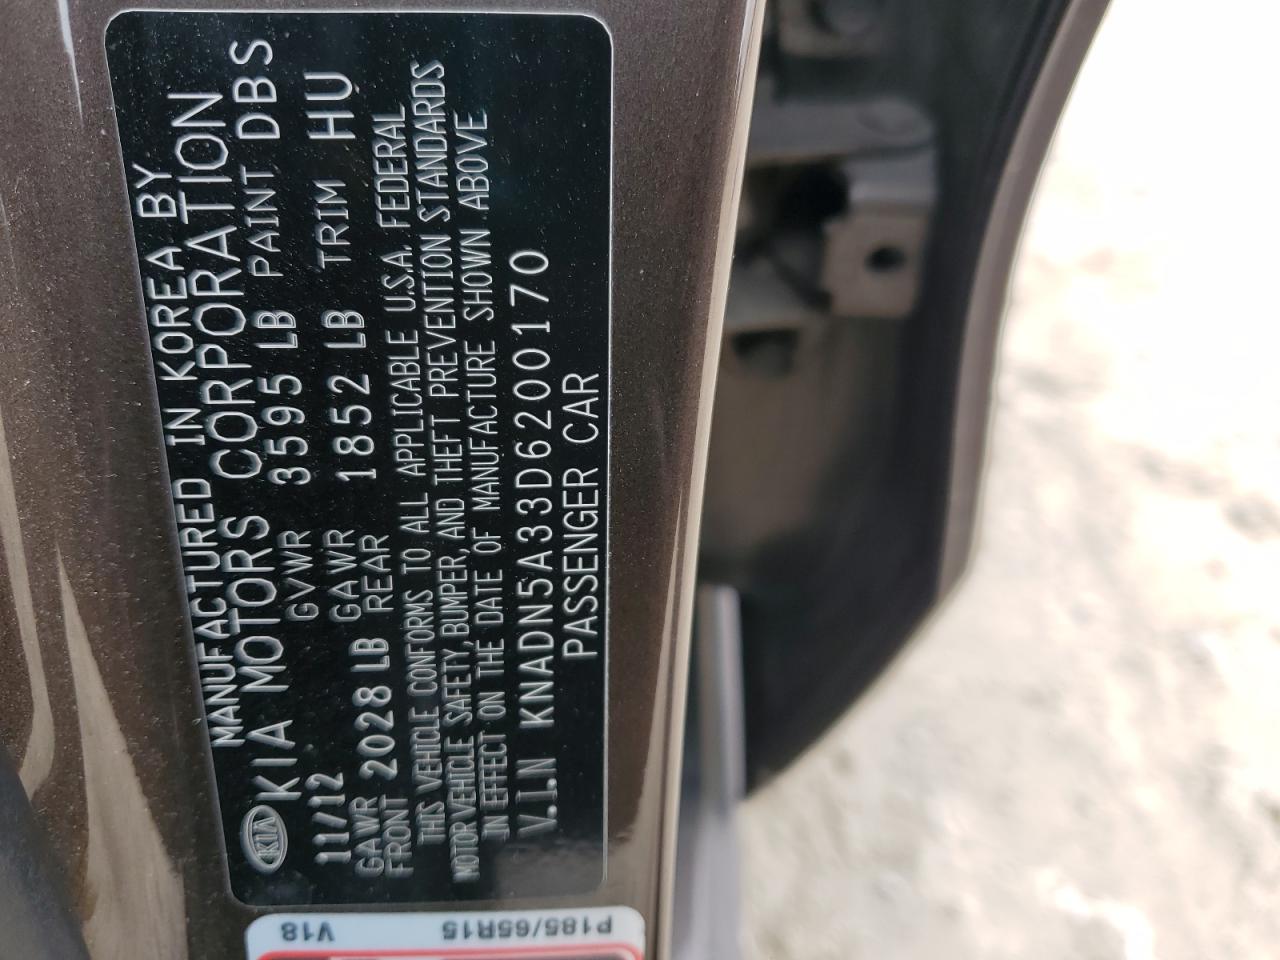 MANUFACTURED IN KOREA BY
KIA KIA MOTORS CORPORATION
11/12 GVWR 3595 LB PAINT DBS
GAWR FRONT 2028 LB GAWR REAR 1852 LB TRIM HU
THIS VEHICLE CONFORMS TO ALL APPLICABLE U.S.A. FEDERAL
MOTOR VEHICLE SAFETY, BUMPER, AND THEFT PREVENTION STANDARDS
IN EFFECT ON THE DATE OF MANUFACTURE SHOWN ABOVE
V.I.N KNADN5A33D6200170
PASSENGER CAR
P185/65R15 V18